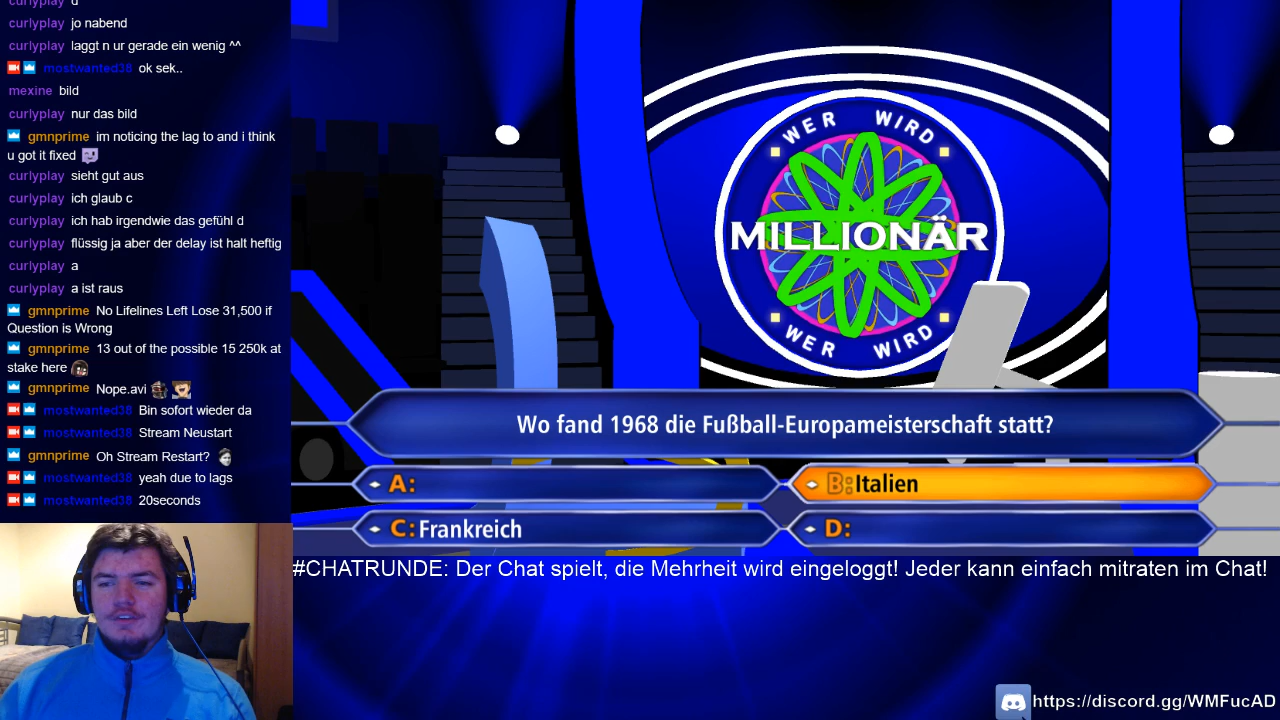 curlyplay d
curlyplay jo nabend
curlyplay laggt n ur gerade ein wenig ^^
mostwanted38 ok sek..
mexine bild
curlyplay nur das bild
gmnprime im noticing the lag to and i think
u got it fixed
curlyplay sieht gut aus
curlyplay ich glaub c
curlyplay ich hab irgendwie das gefühl d
curlyplay flüssig ja aber der delay ist halt heftig
curlyplay a
curlyplay a ist raus
gmnprime No Lifelines Left Lose 31,500 if
Question is Wrong
gmnprime 13 out of the possible 15 250k at
stake here
gmnprime Nope.avi
mostwanted38 Bin sofort wieder da
mostwanted38 Stream Neustart
gmnprime Oh Stream Restart?
mostwanted38 yeah due to lags
mostwanted38 20seconds
WER WIRD
MILLIONÄR
WER WIRD
Wo fand 1968 die Fußball-Europameisterschaft statt?
A:
B: Italien
C: Frankreich
D:
#CHATRUNDE: Der Chat spielt, die Mehrheit wird eingeloggt! Jeder kann einfach mitraten im Chat!
https://discord.gg/WMFucAD